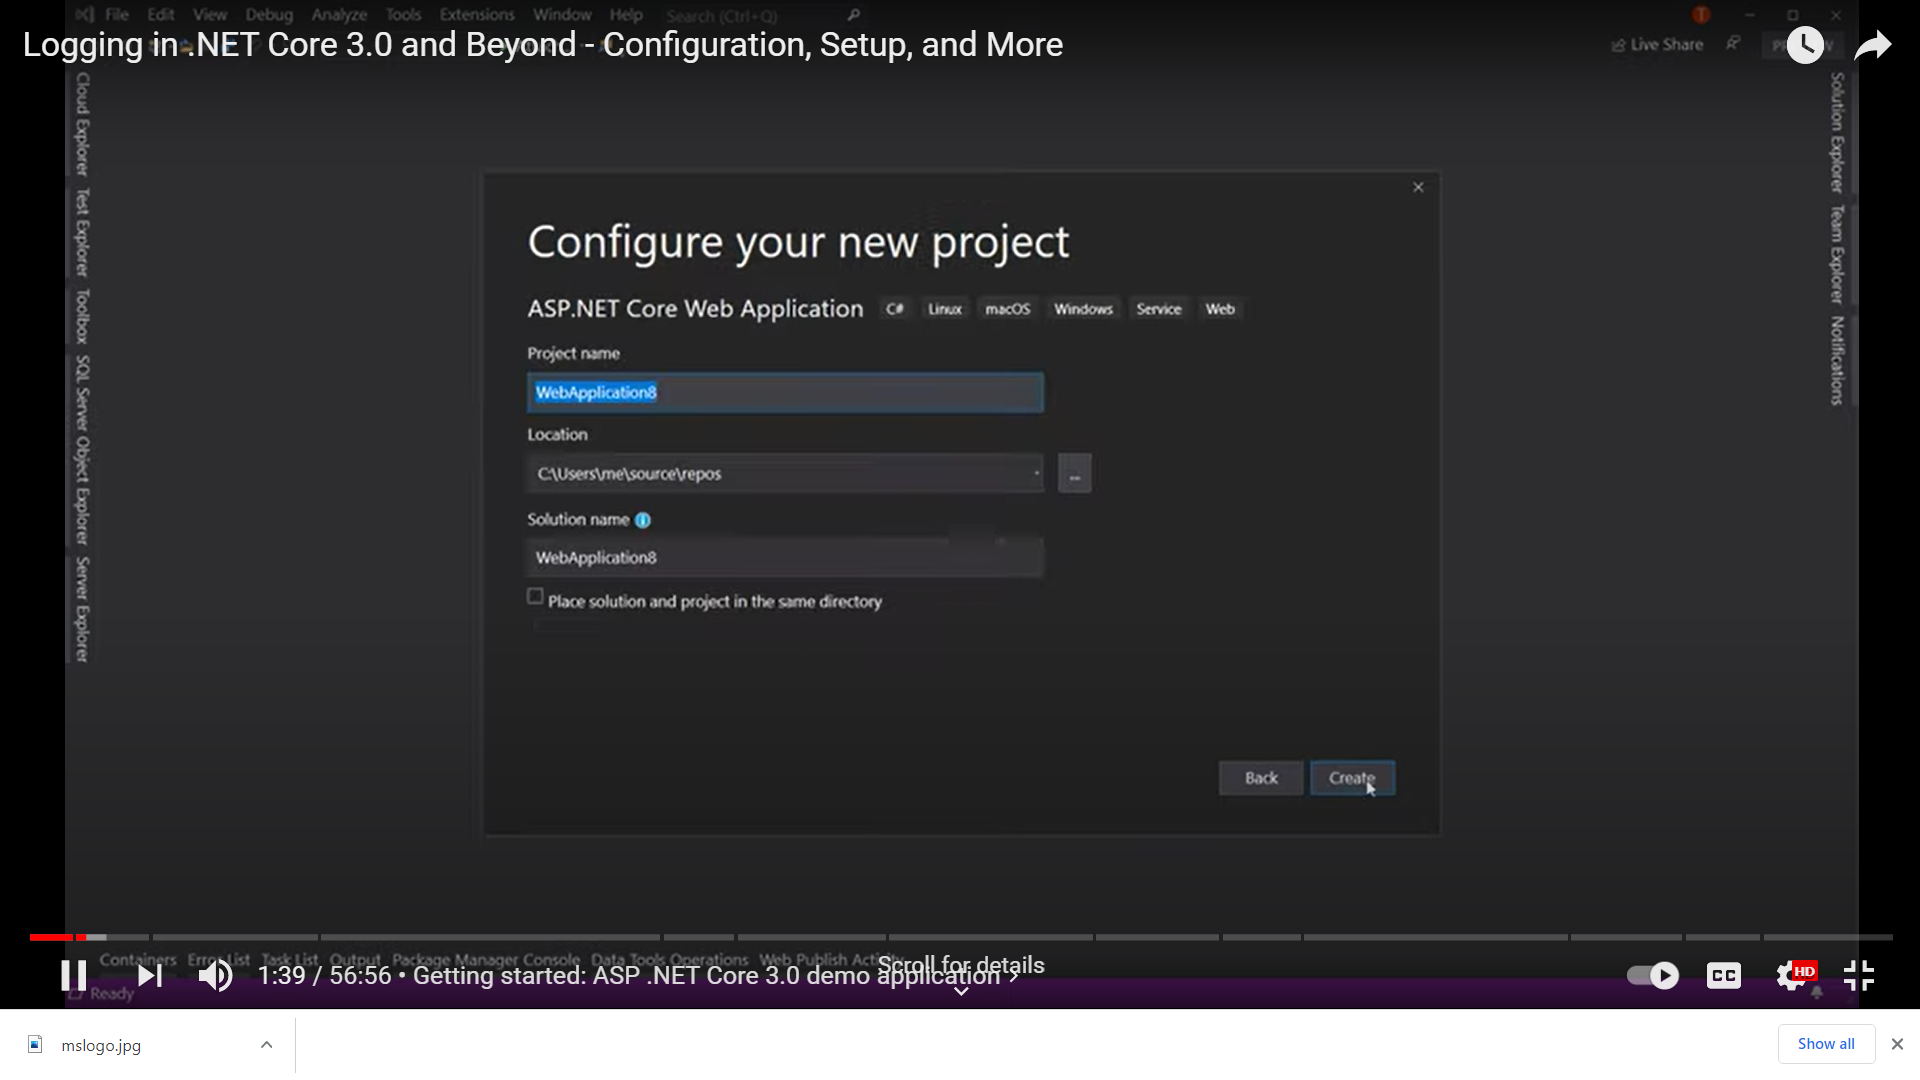 File Edit View Debug Analyze Tools Extensions Window Help Search (Ctrl+Q)
Logging in .NET Core 3.0 and Beyond - Configuration, Setup, and More
Live Share
Cloud Explorer
Test Explorer
Toolbox
SQL Server Object Explorer
Server Explorer
Solution Explorer
Team Explorer
Notifications
Configure your new project
ASP.NET Core Web Application C# Linux macOS Windows Service Web
Project name
WebApplication8
Location
C:\Users\me\source\repos
...
Solution name
WebApplication8
Place solution and project in the same directory
Back Create
Containers Error List Task List Output Package Manager Console Data Tools Operations Web Publish
Scroll for details
1:39 / 56:56 • Getting started: ASP .NET Core 3.0 demo application
CC HD
Ready
mslogo.jpg
Show all